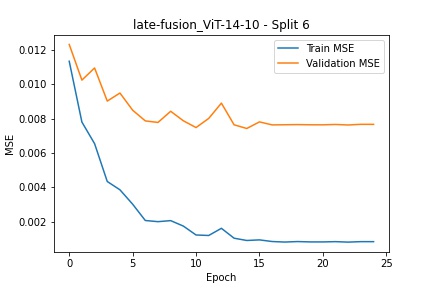 late-fusion_ViT-14-10 - Split 6
Train MSE
Validation MSE
0.012
0.010
0.008
0.006
0.004
0.002
MSE
0 5 10 15 20 25
Epoch